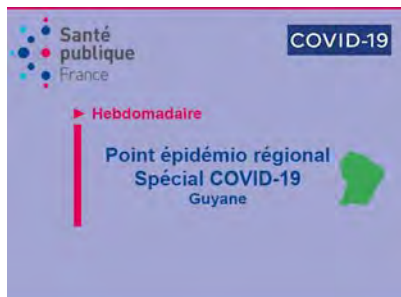 Santé
publique
France
COVID-19
Hebdomadaire
Point épidémio régional
Spécial COVID-19
Guyane